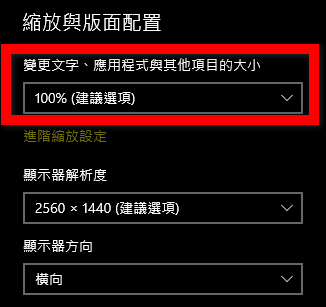 縮放與版面配置
變更文字、應用程式與其他項目的大小
100% (建議選項)
進階縮放設定
顯示器解析度
2560 × 1440 (建議選項)
顯示器方向
橫向